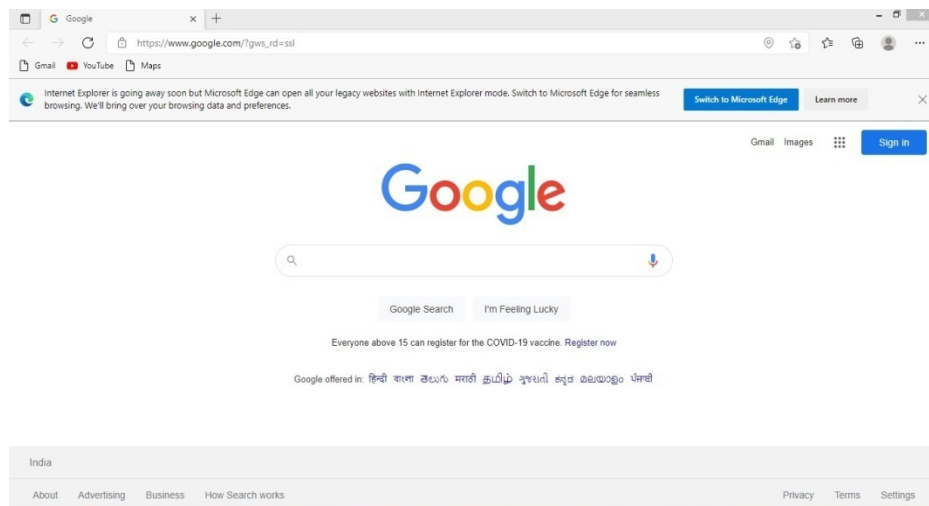 Google
https://www.google.com/?gws_rd=ssl
Gmail YouTube Maps
Internet Explorer is going away soon but Microsoft Edge can open all your legacy websites with Internet Explorer mode. Switch to Microsoft Edge for seamless
browsing. We'll bring over your browsing data and preferences.
Switch to Microsoft Edge
Learn more
Gmail Images
Sign in
Google
Google Search I'm Feeling Lucky
Everyone above 15 can register for the COVID-19 vaccine. Register now
Google offered in: हिन्दी বাংলা తెలుగు मराठी தமிழ் ગુજરાતી ಕನ್ನಡ മലയാളം ਪੰਜਾਬੀ
India
About Advertising Business How Search works Privacy Terms Settings